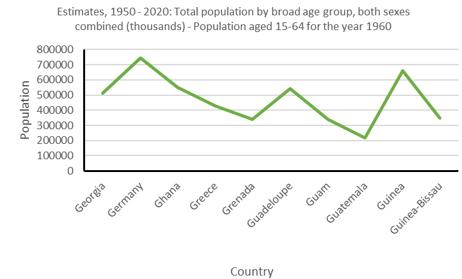 Estimates, 1950 - 2020: Total population by broad age group, both sexes
combined (thousands) - Population aged 15-64 for the year 1960
800000
700000
600000
500000
400000
300000
200000
100000
0
Population
Georgia
Germany
Ghana
Greece
Grenada
Guadeloupe
Guam
Guatemala
Guinea
Guinea-Bissau
Country